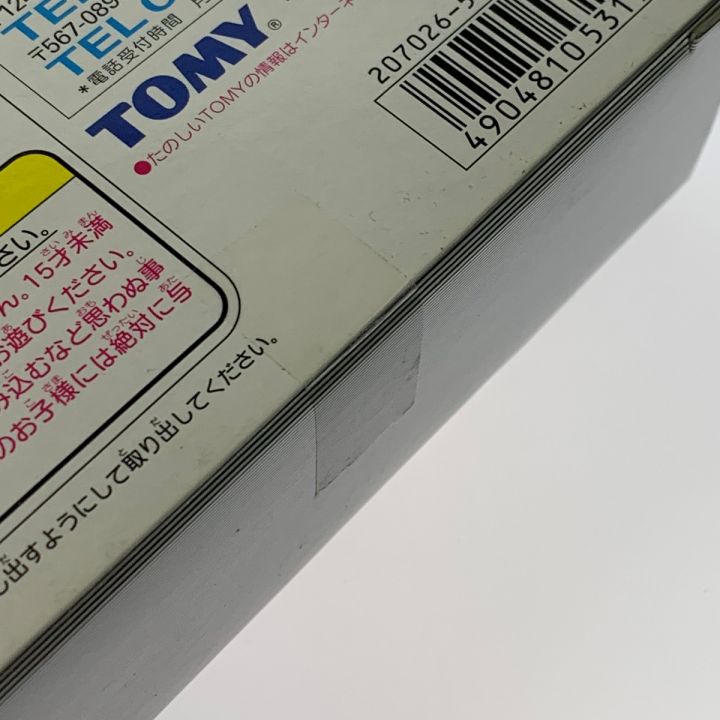 〒567-089
TEL
*電話受付時間
TOMY®
●たのしいTOMYの情報はインターネ
207026-5
490481053
さい。
ん。15才未満
お遊びください。
み込むなど思わぬ事
のお子様には絶対に与
し出すようにして取り出してください。